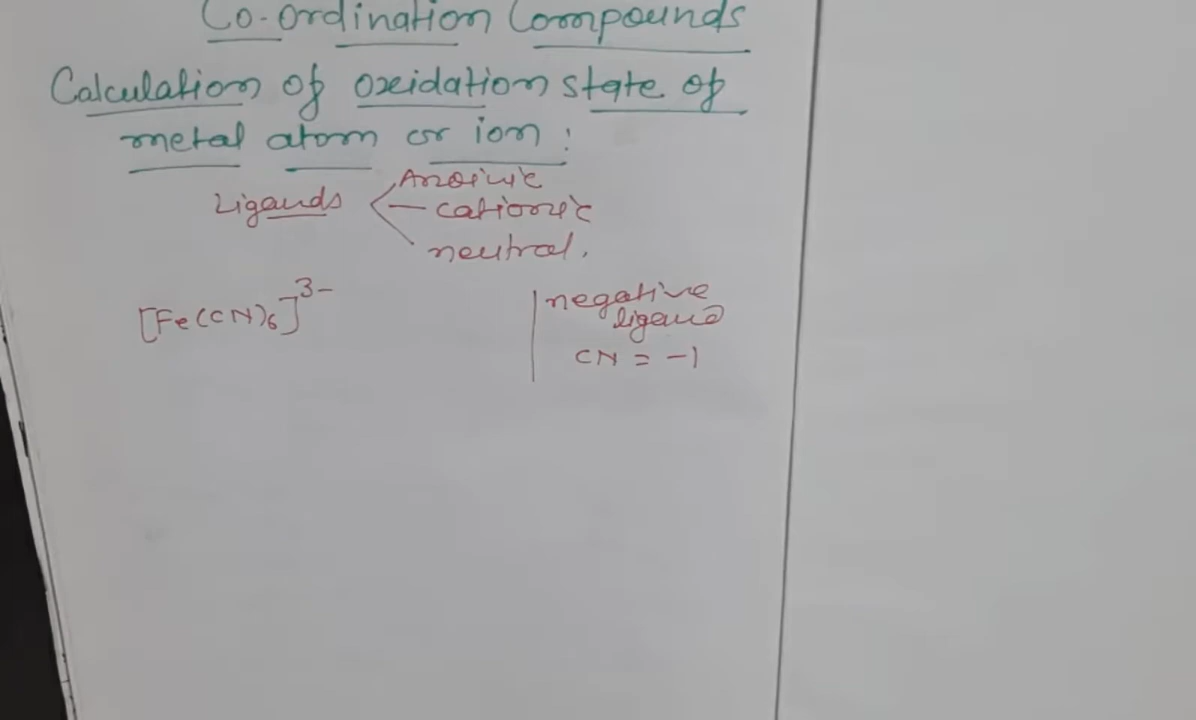 Co-ordination Compounds
Calculation of oxidation state of
metal atom or ion :
Ligands
Anoinic
cationic
neutral.
[Fe(CN)6]3-
negative
ligand
CN = -1